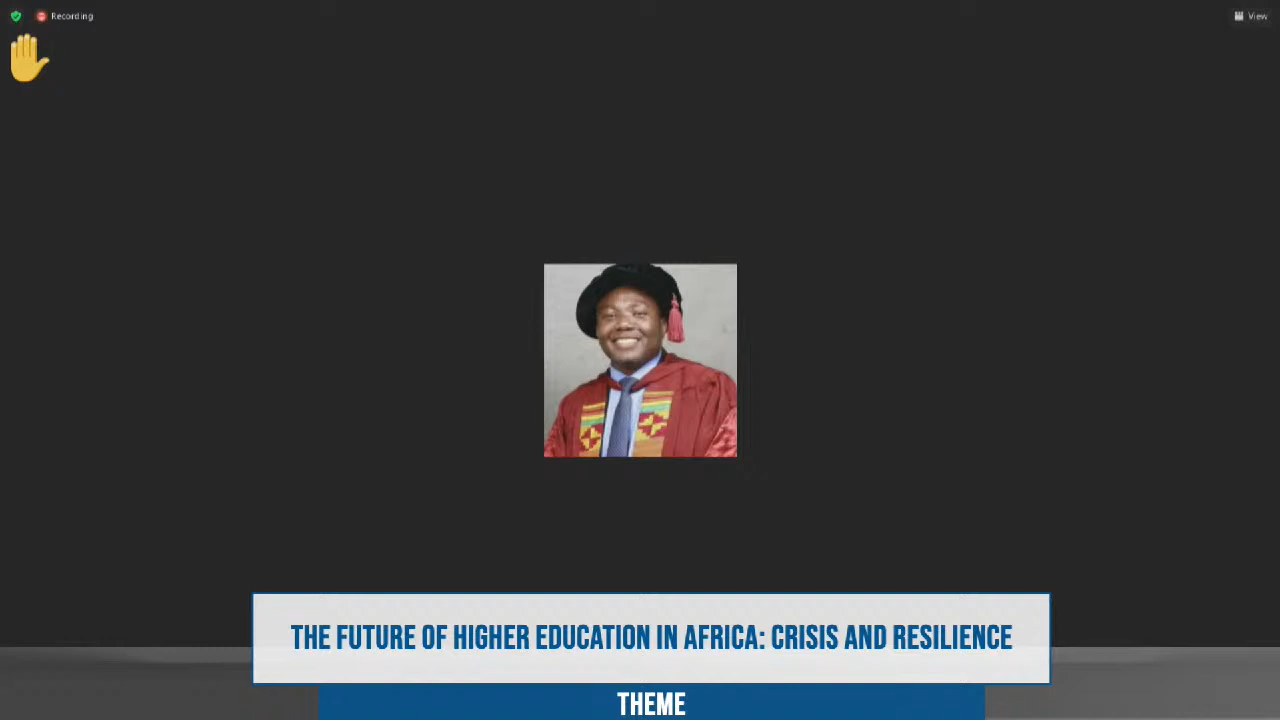 Recording
View
THE FUTURE OF HIGHER EDUCATION IN AFRICA: CRISIS AND RESILIENCE
THEME